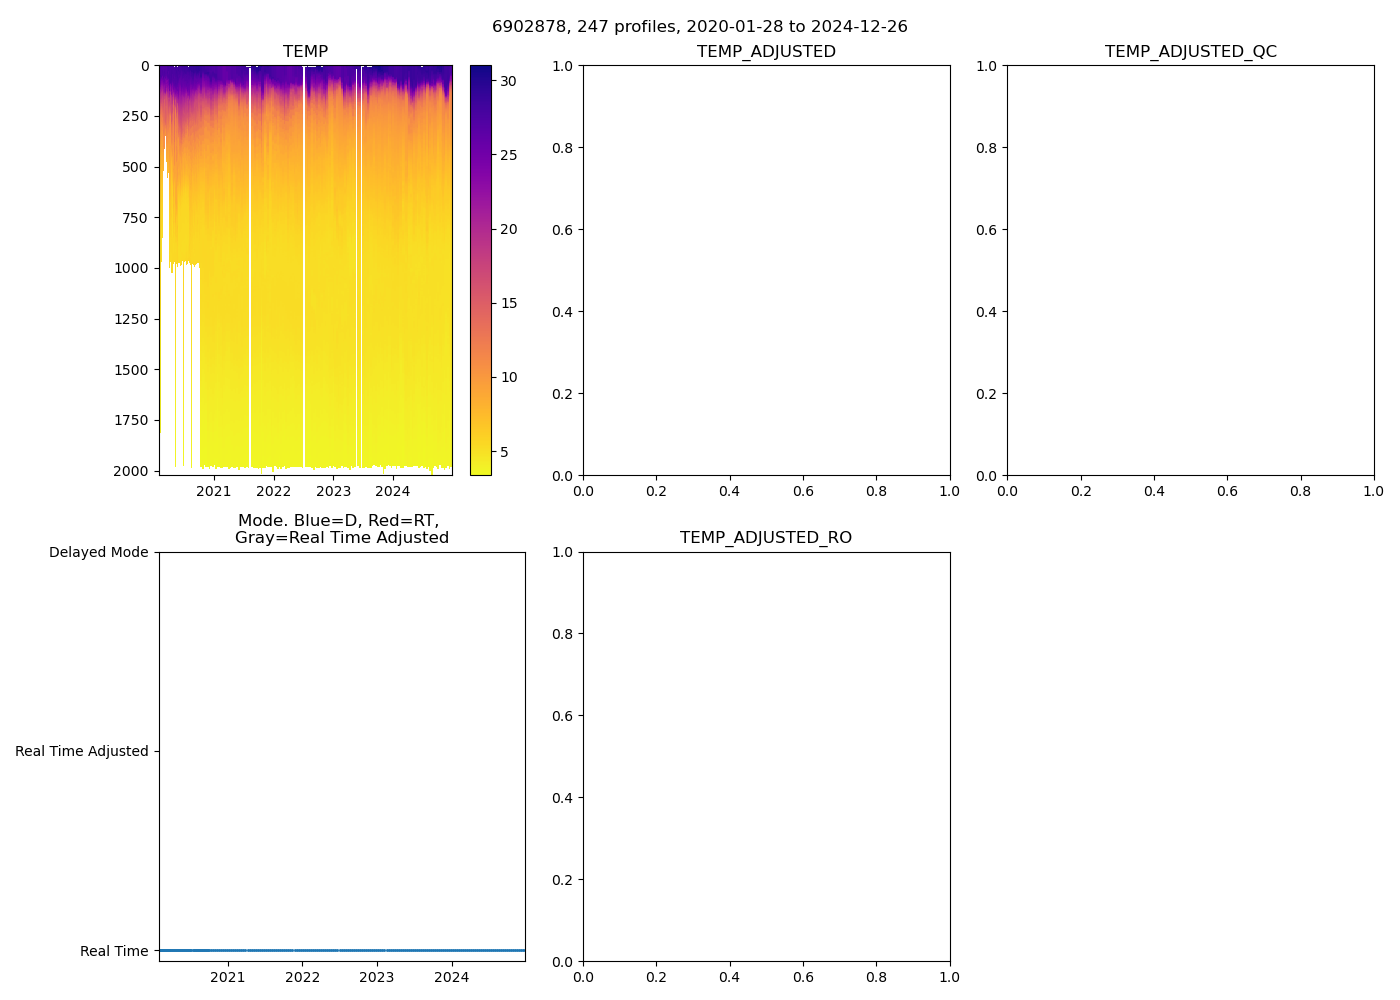 6902878, 247 profiles, 2020-01-28 to 2024-12-26
TEMP
0
250
500
750
1000
1250
1500
1750
2000
2021 2022 2023 2024
30
25
20
15
10
5
TEMP_ADJUSTED
1.0
0.8
0.6
0.4
0.2
0.0
0.0 0.2 0.4 0.6 0.8 1.0
TEMP_ADJUSTED_QC
1.0
0.8
0.6
0.4
0.2
0.0
0.0 0.2 0.4 0.6 0.8 1.0
Mode. Blue=D, Red=RT,
Gray=Real Time Adjusted
Delayed Mode
Real Time Adjusted
Real Time
2021 2022 2023 2024
TEMP_ADJUSTED_RO
1.0
0.8
0.6
0.4
0.2
0.0
0.0 0.2 0.4 0.6 0.8 1.0